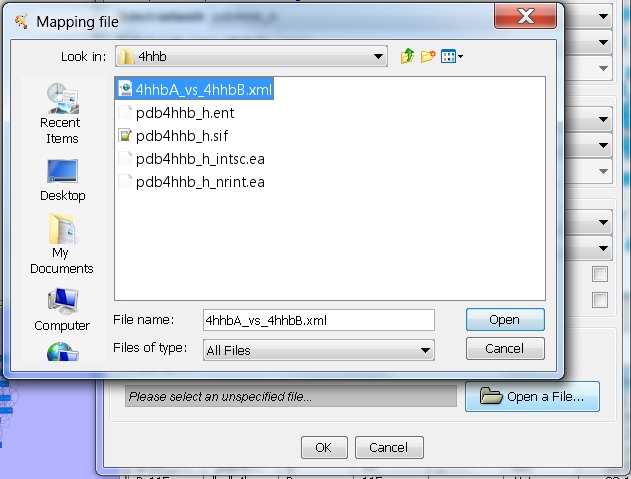 Mapping file
Look in:
4hhb
4hhbA_vs_4hhbB.xml
pdb4hhb_h.ent
pdb4hhb_h.sif
pdb4hhb_h_intsc.ea
pdb4hhb_h_nrint.ea
Recent
Items
Desktop
My
Documents
Computer
File name:
4hhbA_vs_4hhbB.xml
Open
Files of type:
All Files
Cancel
Please select an unspecified file...
Open a File...
OK
Cancel